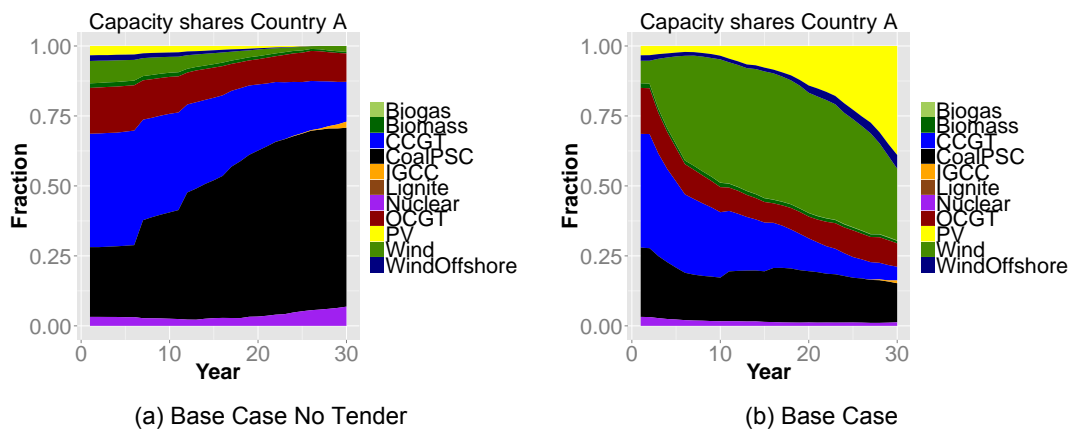 Capacity shares Country A
1.00
0.75
0.50
0.25
0.00
Fraction
0
10
20
30
Year
Biogas
Biomass
CCGT
CoalPSC
IGCC
Lignite
Nuclear
OCGT
PV
Wind
WindOffshore
(a) Base Case No Tender
Capacity shares Country A
1.00
0.75
0.50
0.25
0.00
Fraction
0
10
20
30
Year
Biogas
Biomass
CCGT
CoalPSC
IGCC
Lignite
Nuclear
OCGT
PV
Wind
WindOffshore
(b) Base Case